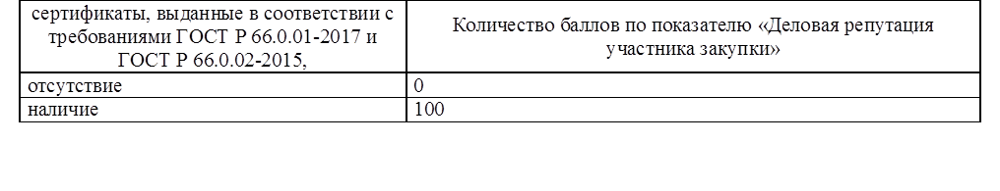 сертификаты, выданные в соответствии с
требованиями ГОСТ Р 66.0.01-2017 и
ГОСТ Р 66.0.02-2015,
Количество баллов по показателю «Деловая репутация
участника закупки»
отсутствие 0
наличие 100